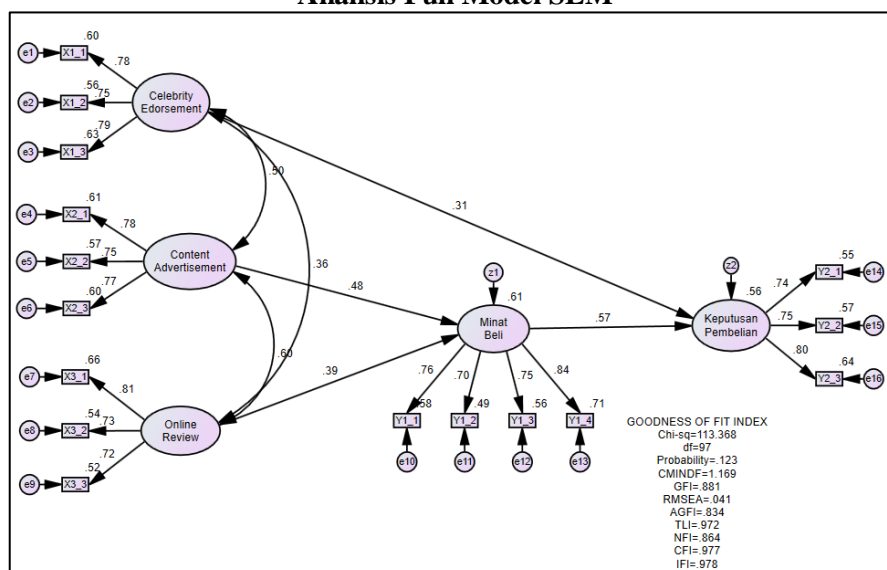 Analisis Full Model SEM
.60
e1
X1_1
.78
.56
e2
X1_2
.75
.79
.63
e3
X1_3
Celebrity
Edorsement
.50
.31
.61
e4
X2_1
.78
.57
e5
X2_2
.75
.77
.60
e6
X2_3
Content
Advertisement
.36
.48
.60
.39
.66
e7
X3_1
.81
.54
e8
X3_2
.73
.72
.52
e9
X3_3
Online
Review
z1
.61
Minat
Beli
.57
.76
.70
.75
.84
.58
.49
.56
.71
Y1_1
Y1_2
Y1_3
Y1_4
e10
e11
e12
e13
z2
.56
Keputusan
Pembelian
.74
.55
Y2_1
e14
.75
.57
Y2_2
e15
.80
.64
Y2_3
e16
GOODNESS OF FIT INDEX
Chi-sq=113.368
df=97
Probability=.123
CMINDF=1.169
GFI=.881
RMSEA=.041
AGFI=.834
TLI=.972
NFI=.864
CFI=.977
IFI=.978